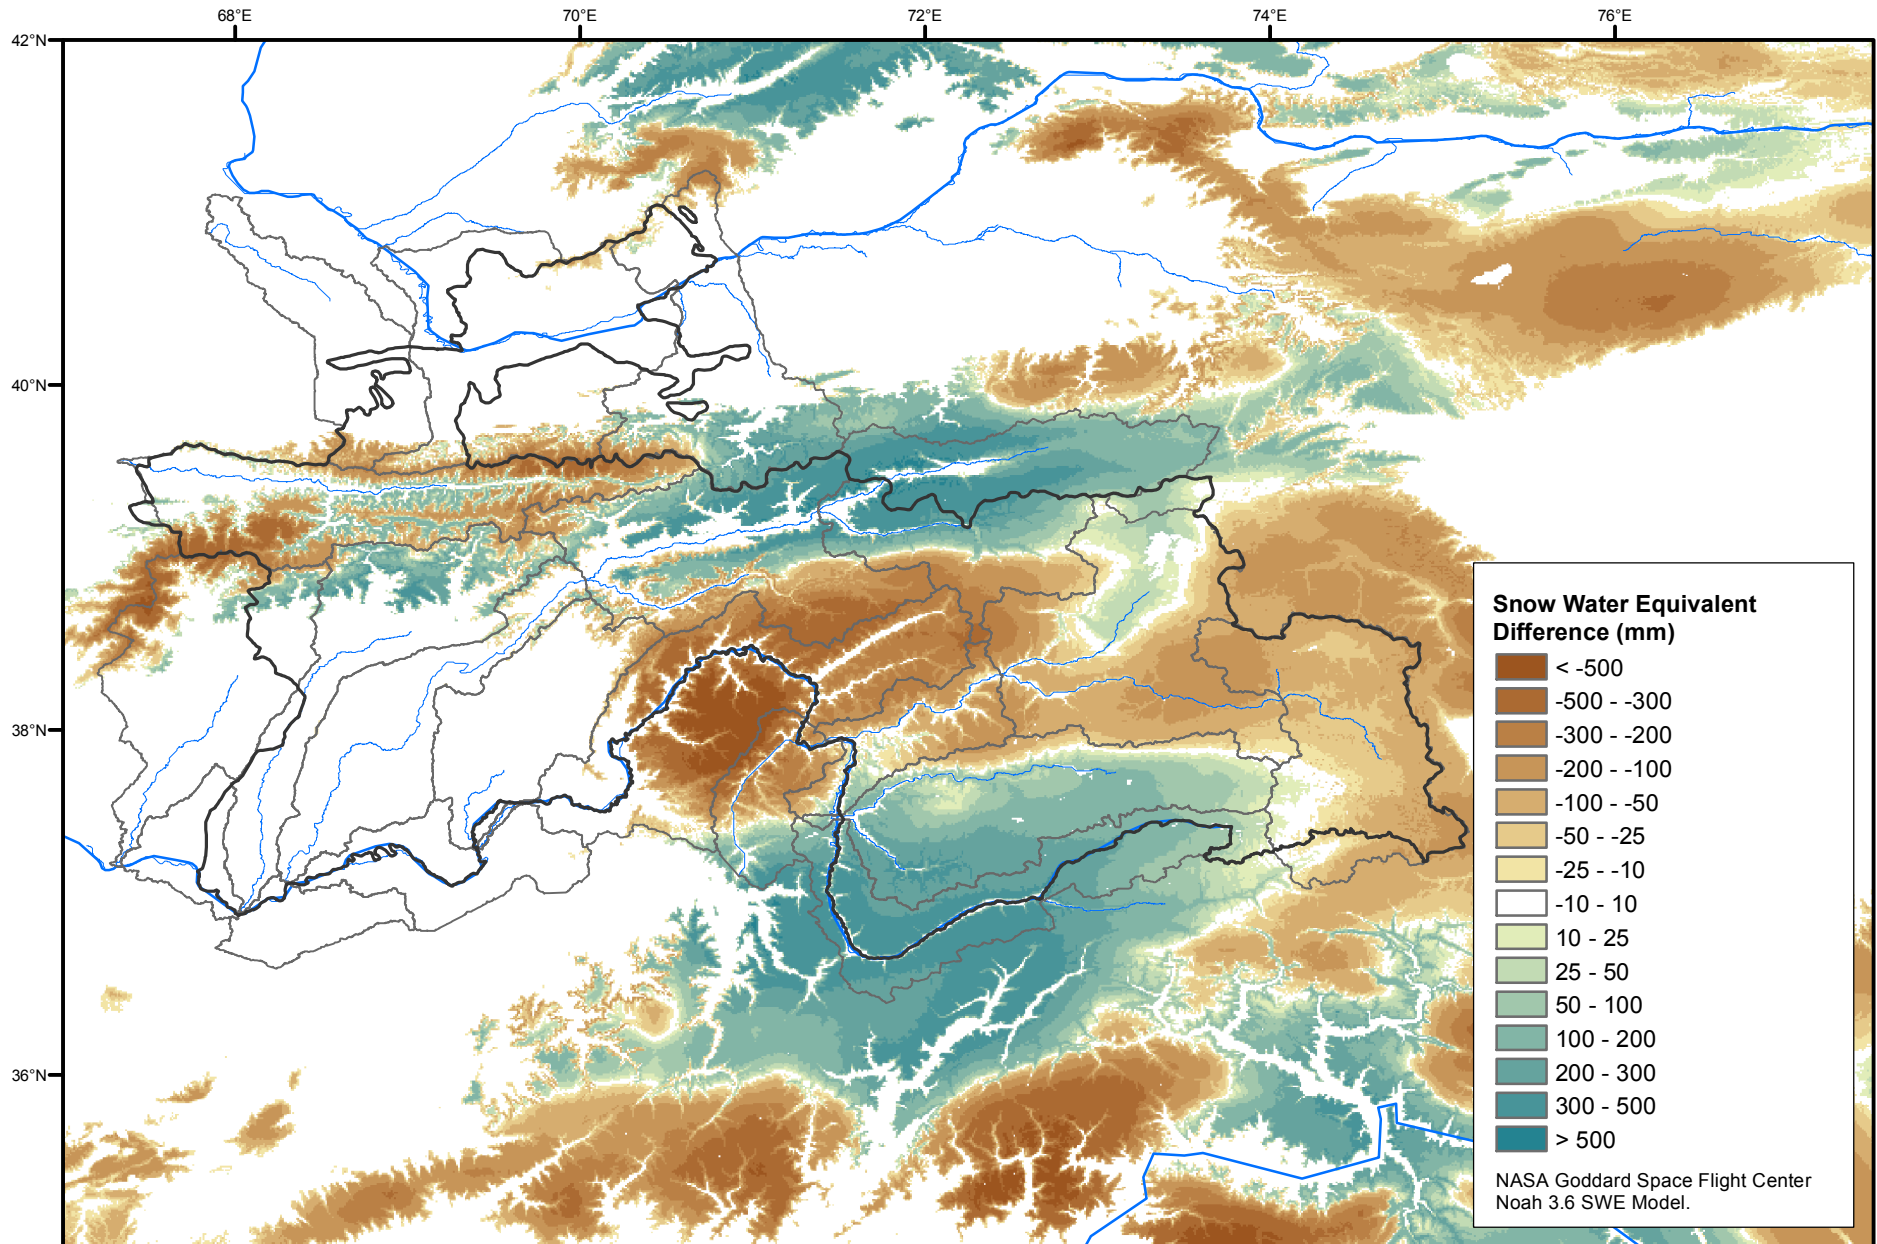 68°E
70°E
72°E
74°E
76°E
42°N
40°N
38°N
36°N
Snow Water Equivalent
Difference (mm)
< -500
-500 - -300
-300 - -200
-200 - -100
-100 - -50
-50 - -25
-25 - -10
-10 - 10
10 - 25
25 - 50
50 - 100
100 - 200
200 - 300
300 - 500
> 500
NASA Goddard Space Flight Center
Noah 3.6 SWE Model.